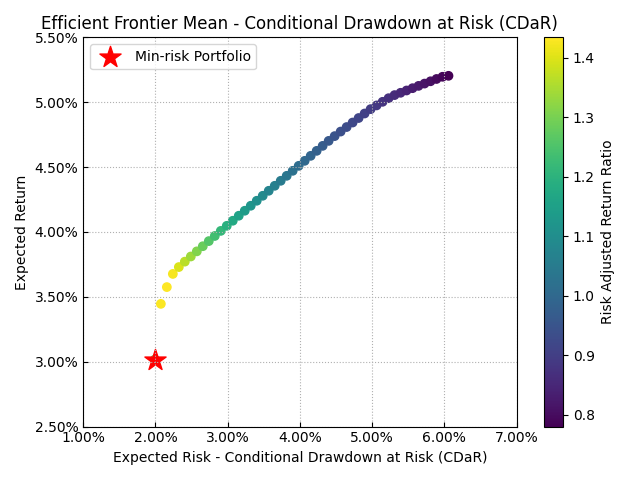 Efficient Frontier Mean - Conditional Drawdown at Risk (CDaR)
Min-risk Portfolio
5.50%
5.00%
4.50%
4.00%
3.50%
3.00%
2.50%
Expected Return
1.00% 2.00% 3.00% 4.00% 5.00% 6.00% 7.00%
Expected Risk - Conditional Drawdown at Risk (CDaR)
1.4
1.3
1.2
1.1
1.0
0.9
0.8
Risk Adjusted Return Ratio